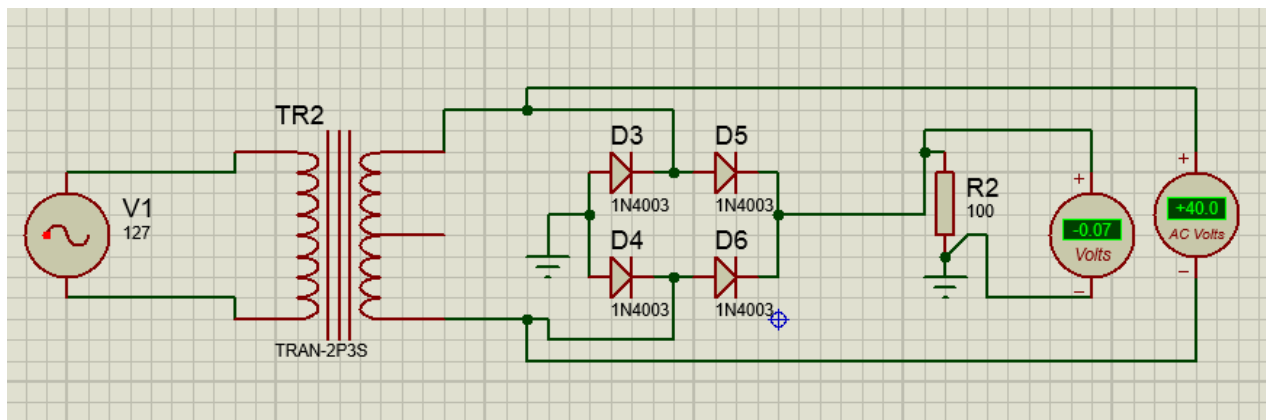 TR2
V1
127
TRAN-2P3S
D3
1N4003
D5
1N4003
D4
1N4003
D6
1N4003
R2
100
+
-0.07
Volts
−
+
+40.0
AC Volts
−